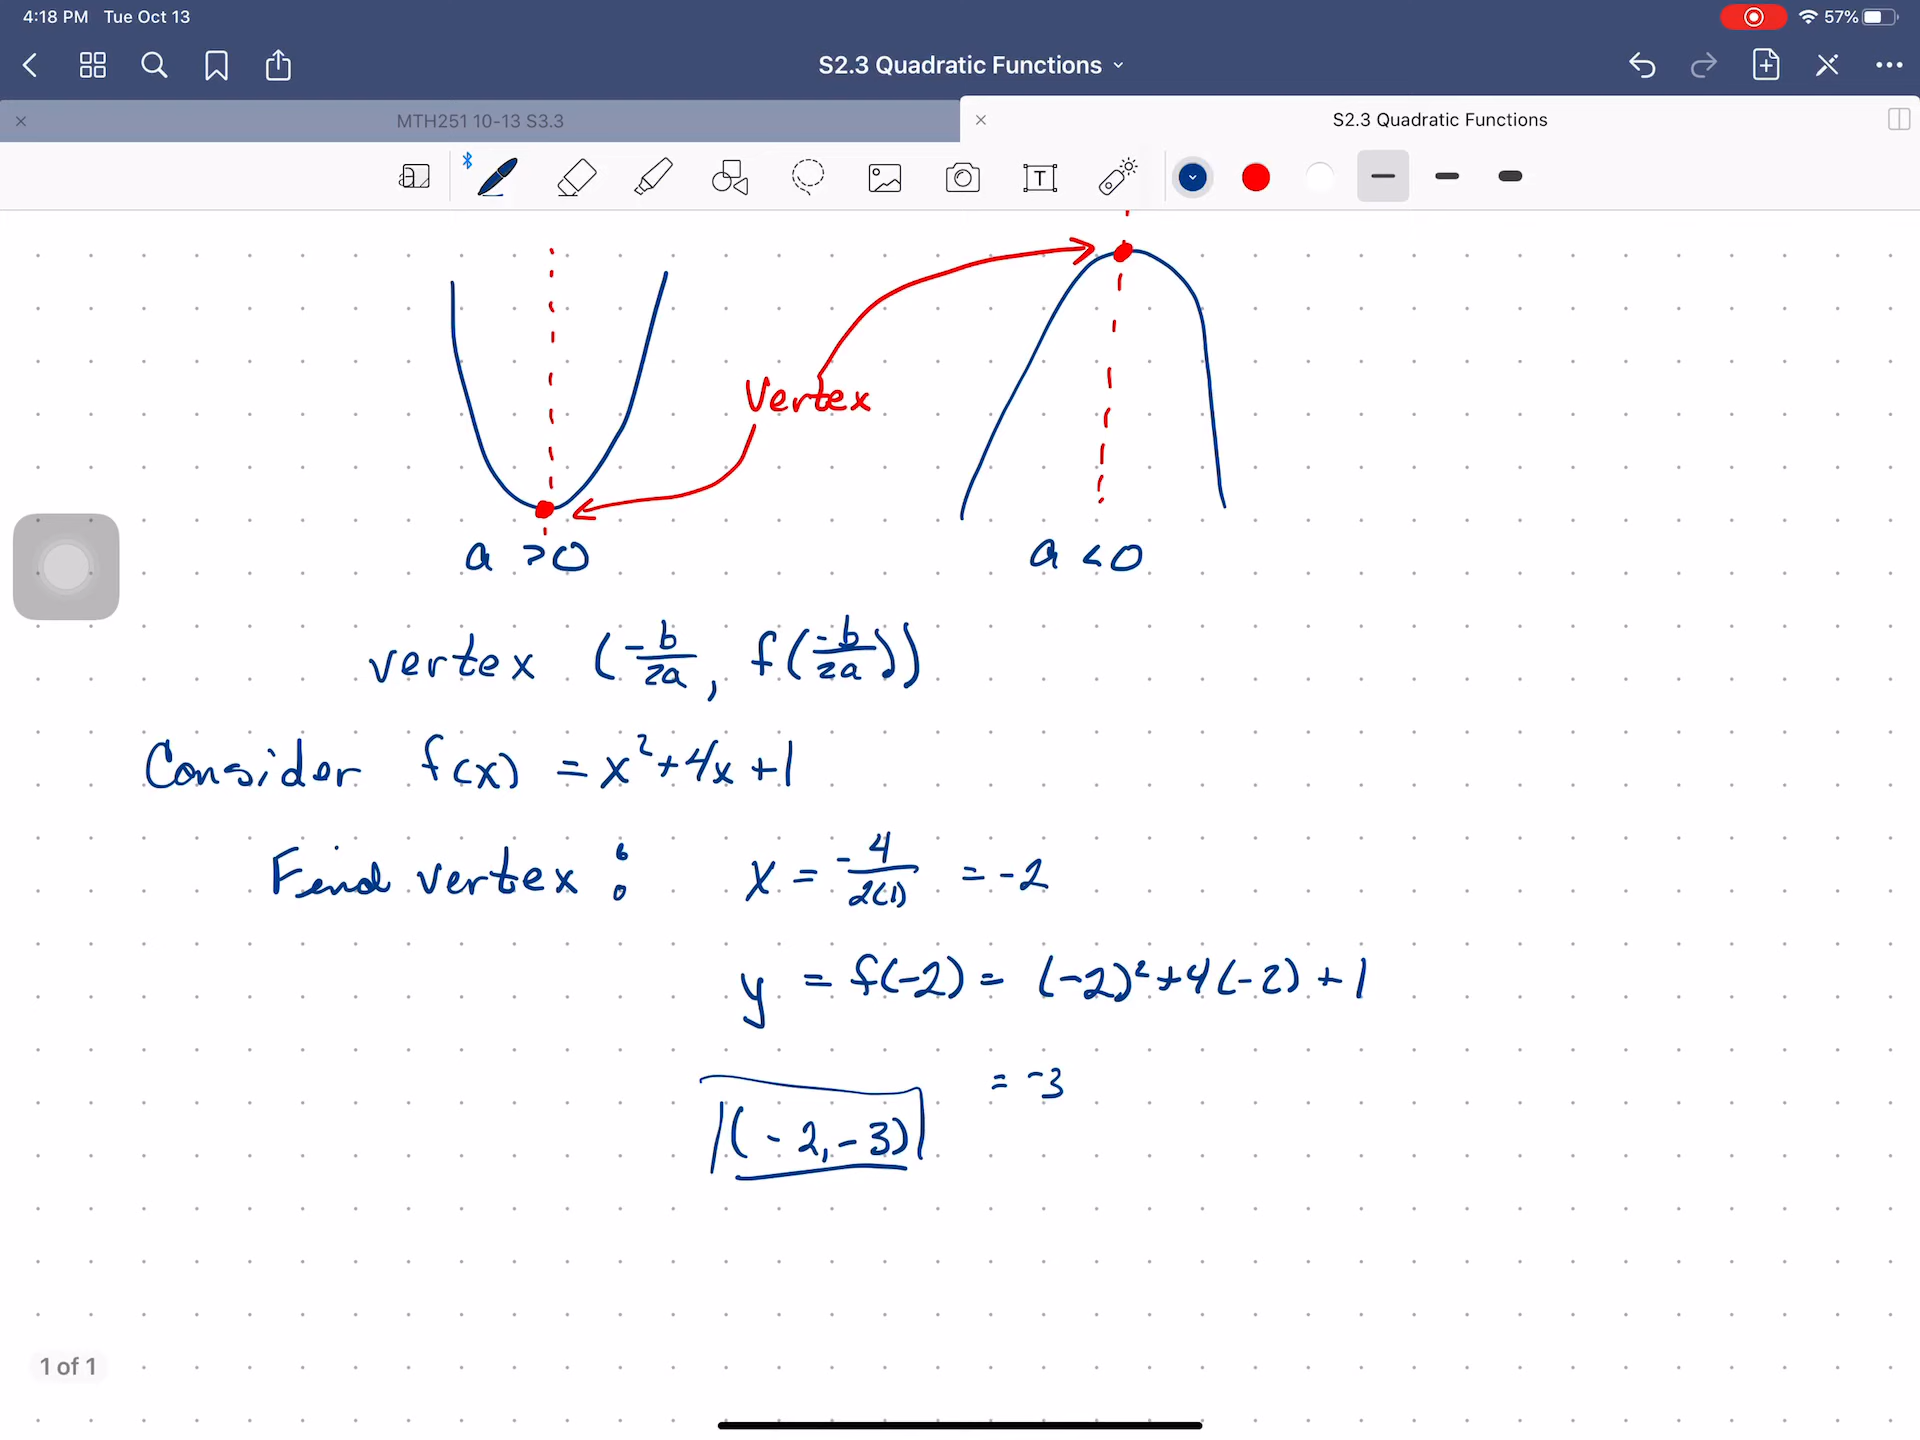 4:18 PM Tue Oct 13
57%
S2.3 Quadratic Functions
MTH251 10-13 S3.3
S2.3 Quadratic Functions
T
Vertex
a > 0
a < 0
vertex (-b/2a, f(-b/2a))
Consider f(x) = x²+4x+1
Find vertex : x = -4/2(1) = -2
y = f(-2) = (-2)²+4(-2)+1
= -3
(-2,-3)
1 of 1